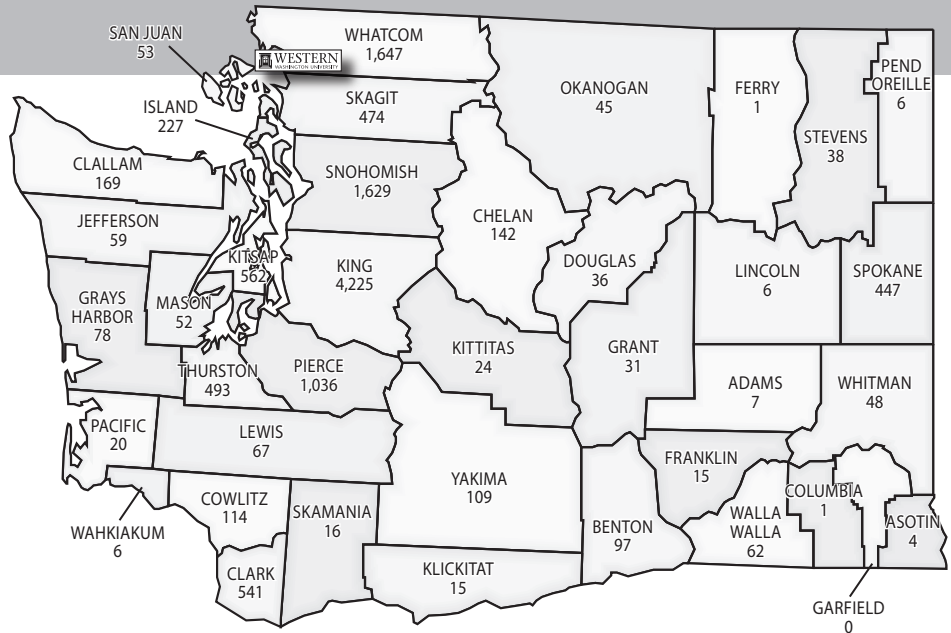 SAN JUAN
53
WHATCOM
1,647
WESTERN
WASHINGTON UNIVERSITY
ISLAND
227
SKAGIT
474
OKANOGAN
45
FERRY
1
STEVENS
38
PEND
OREILLE
6
CLALLAM
169
SNOHOMISH
1,629
JEFFERSON
59
CHELAN
142
KITSAP
562
KING
4,225
DOUGLAS
36
LINCOLN
6
SPOKANE
447
GRAYS
HARBOR
78
MASON
52
THURSTON
493
PIERCE
1,036
KITTITAS
24
GRANT
31
ADAMS
7
WHITMAN
48
PACIFIC
20
LEWIS
67
YAKIMA
109
FRANKLIN
15
WAHKIAKUM
6
COWLITZ
114
SKAMANIA
16
BENTON
97
WALLA
WALLA
62
COLUMBIA
1
ASOTIN
4
CLARK
541
KLICKITAT
15
GARFIELD
0